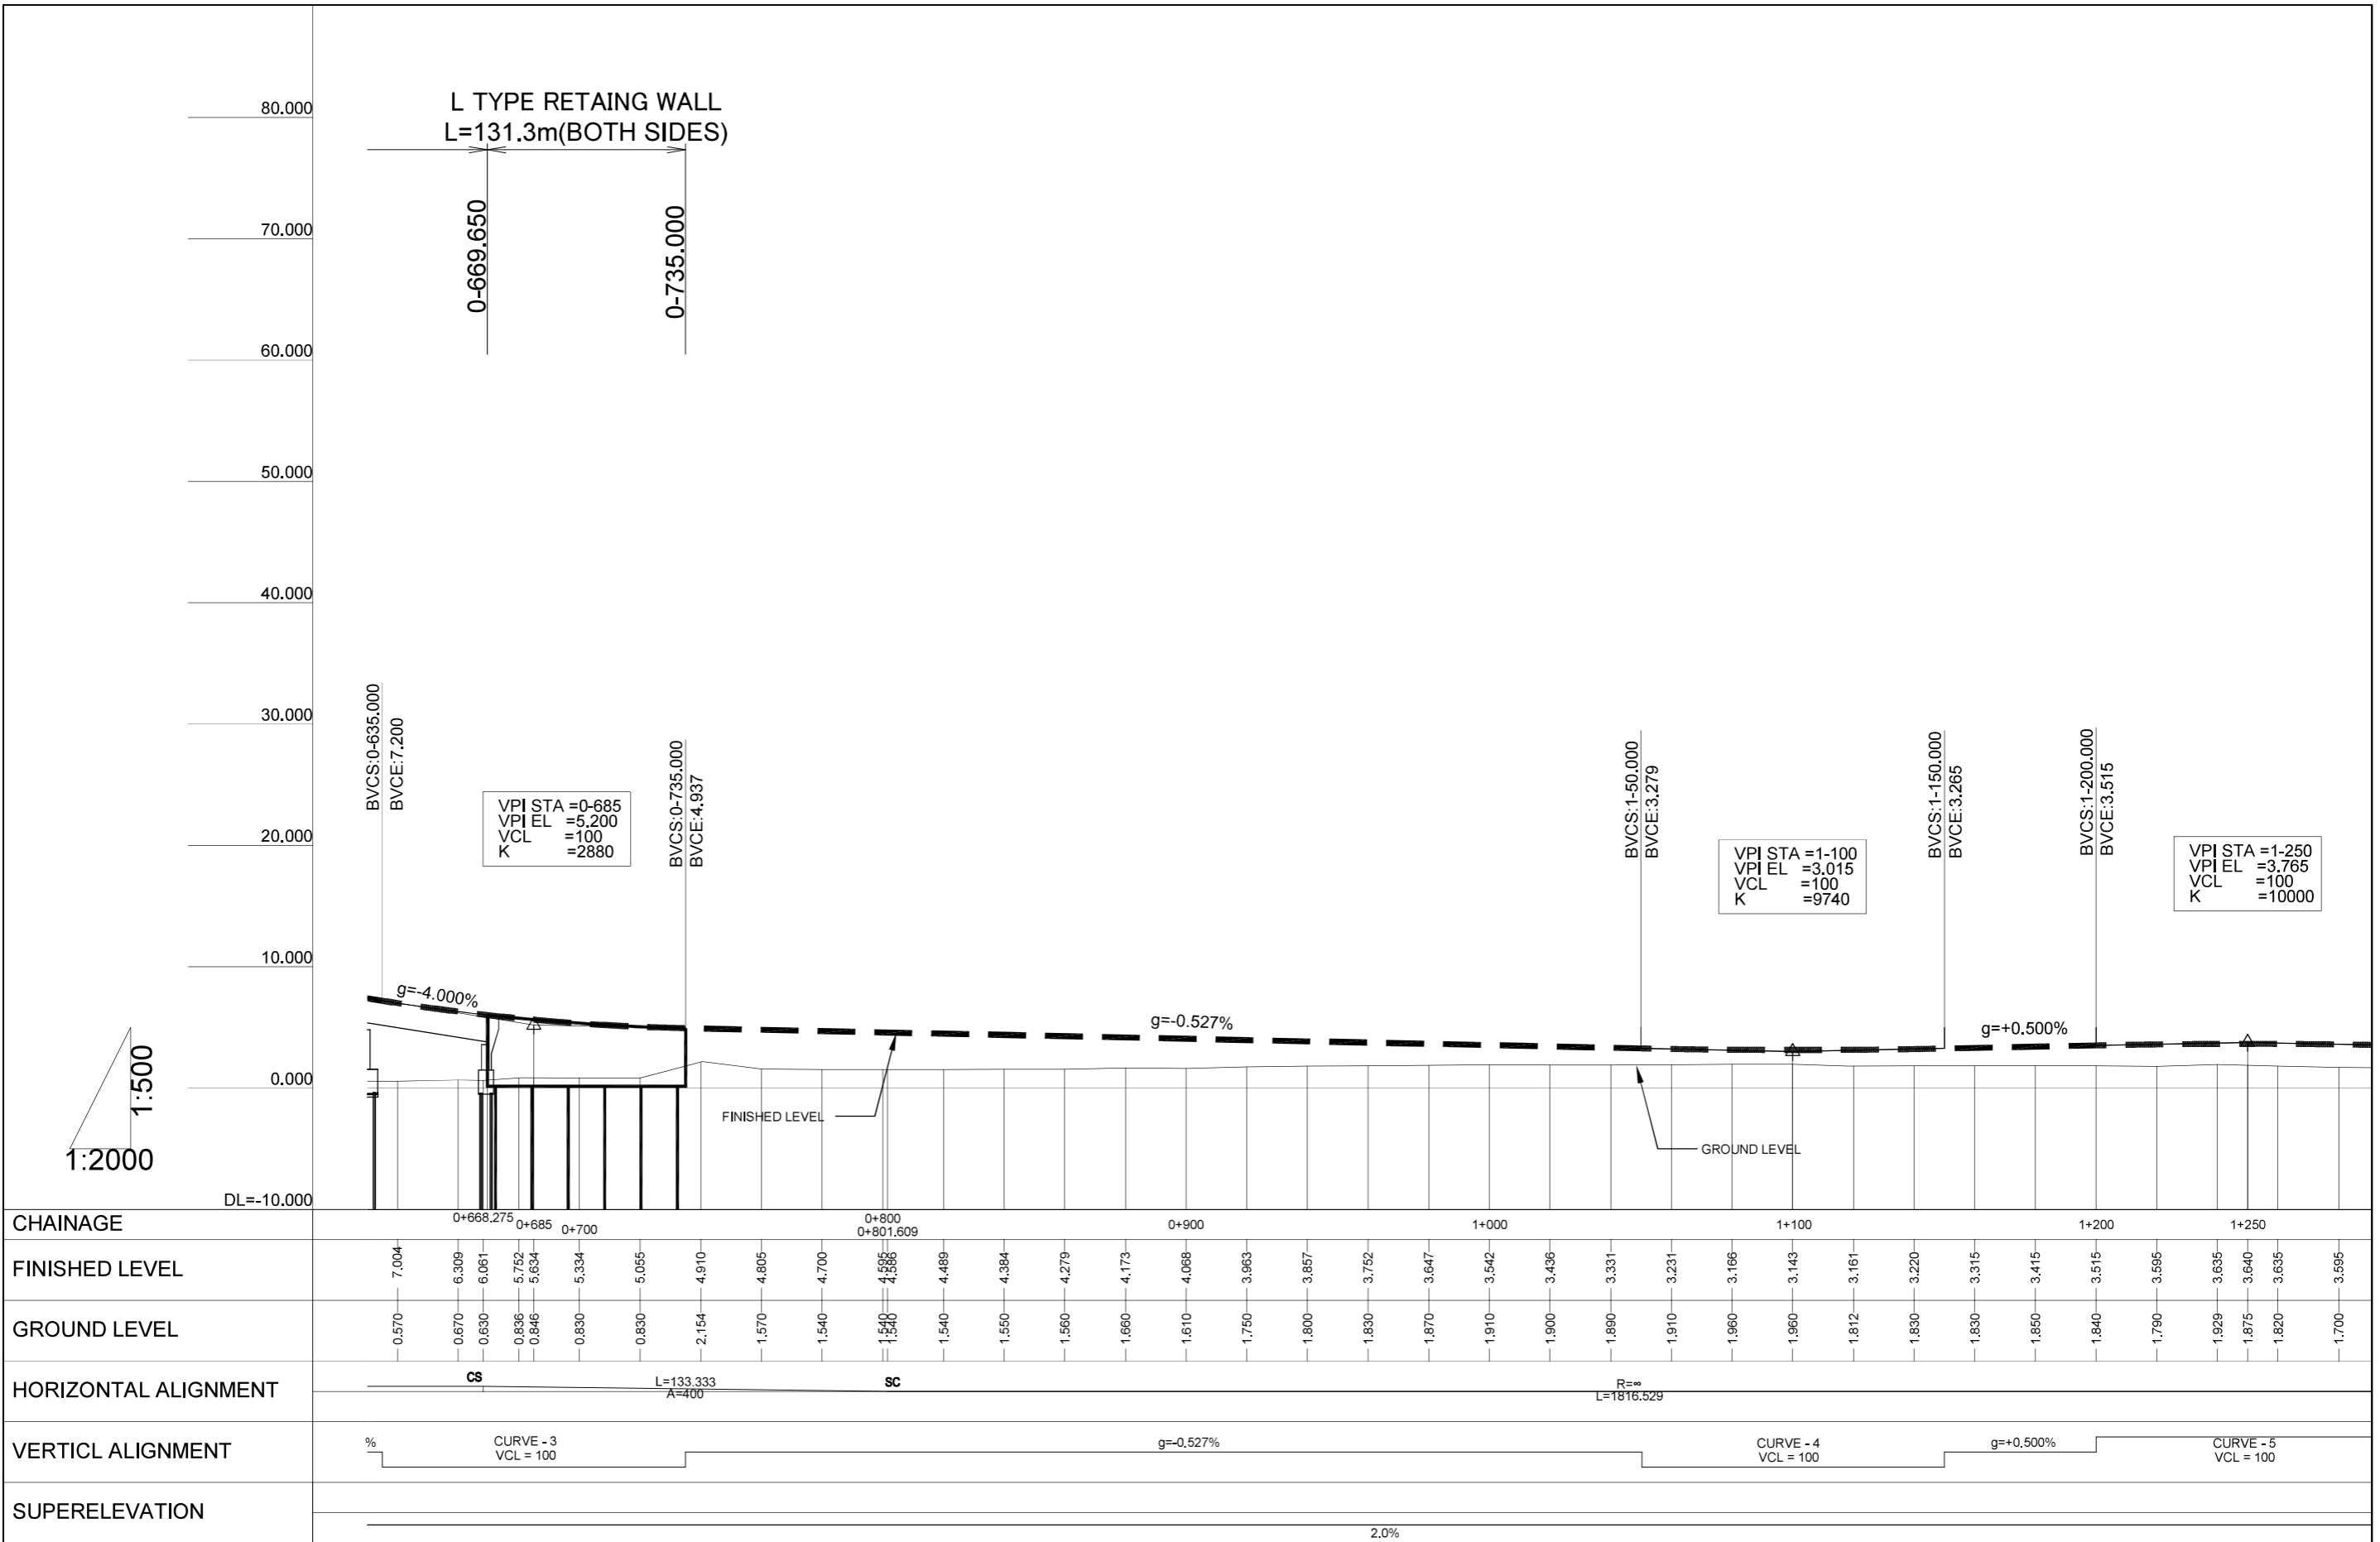 L TYPE RETAING WALL
L=131.3m(BOTH SIDES)
80.000
70.000
60.000
50.000
40.000
30.000
20.000
10.000
0.000
DL=-10.000
0-669.650
0-735.000
1:500
1:2000
BVCS:0-635.000
BVCE:7.200
VPI STA =0-685
VPI EL =5.200
VCL =100
K =2880
BVCS:0-735.000
BVCE:4.937
BVCS:1-50.000
BVCE:3.279
VPI STA =1-100
VPI EL =3.015
VCL =100
K =9740
BVCS:1-150.000
BVCE:3.265
BVCS:1-200.000
BVCE:3.515
VPI STA =1-250
VPI EL =3.765
VCL =100
K =10000
g=-4.000%
g=-0.527%
g=+0.500%
FINISHED LEVEL
GROUND LEVEL
CHAINAGE
0+668.275 0+685 0+700 0+800 0+900 1+000 1+100 1+200 1+250
0+801.609
FINISHED LEVEL
7.004 6.309 6.061 5.752 5.634 5.334 5.055 4.910 4.805 4.700 4.595 4.586 4.489 4.384 4.279 4.173 4.068 3.963 3.857 3.752 3.647 3.542 3.436 3.331 3.231 3.166 3.143 3.161 3.220 3.315 3.415 3.515 3.595 3.635 3.640 3.635 3.595
GROUND LEVEL
0.570 0.670 0.630 0.836 0.846 0.830 0.830 2.154 1.570 1.540 1.540 1.540 1.540 1.550 1.560 1.660 1.610 1.750 1.800 1.830 1.870 1.910 1.900 1.890 1.910 1.960 1.960 1.812 1.830 1.830 1.850 1.840 1.790 1.929 1.875 1.820 1.700
HORIZONTAL ALIGNMENT
CS
L=133.333
A=400
SC
R=∞
L=1816.529
VERTICL ALIGNMENT
%
CURVE - 3
VCL = 100
g=-0.527%
CURVE - 4
VCL = 100
g=+0.500%
CURVE - 5
VCL = 100
SUPERELEVATION
2.0%